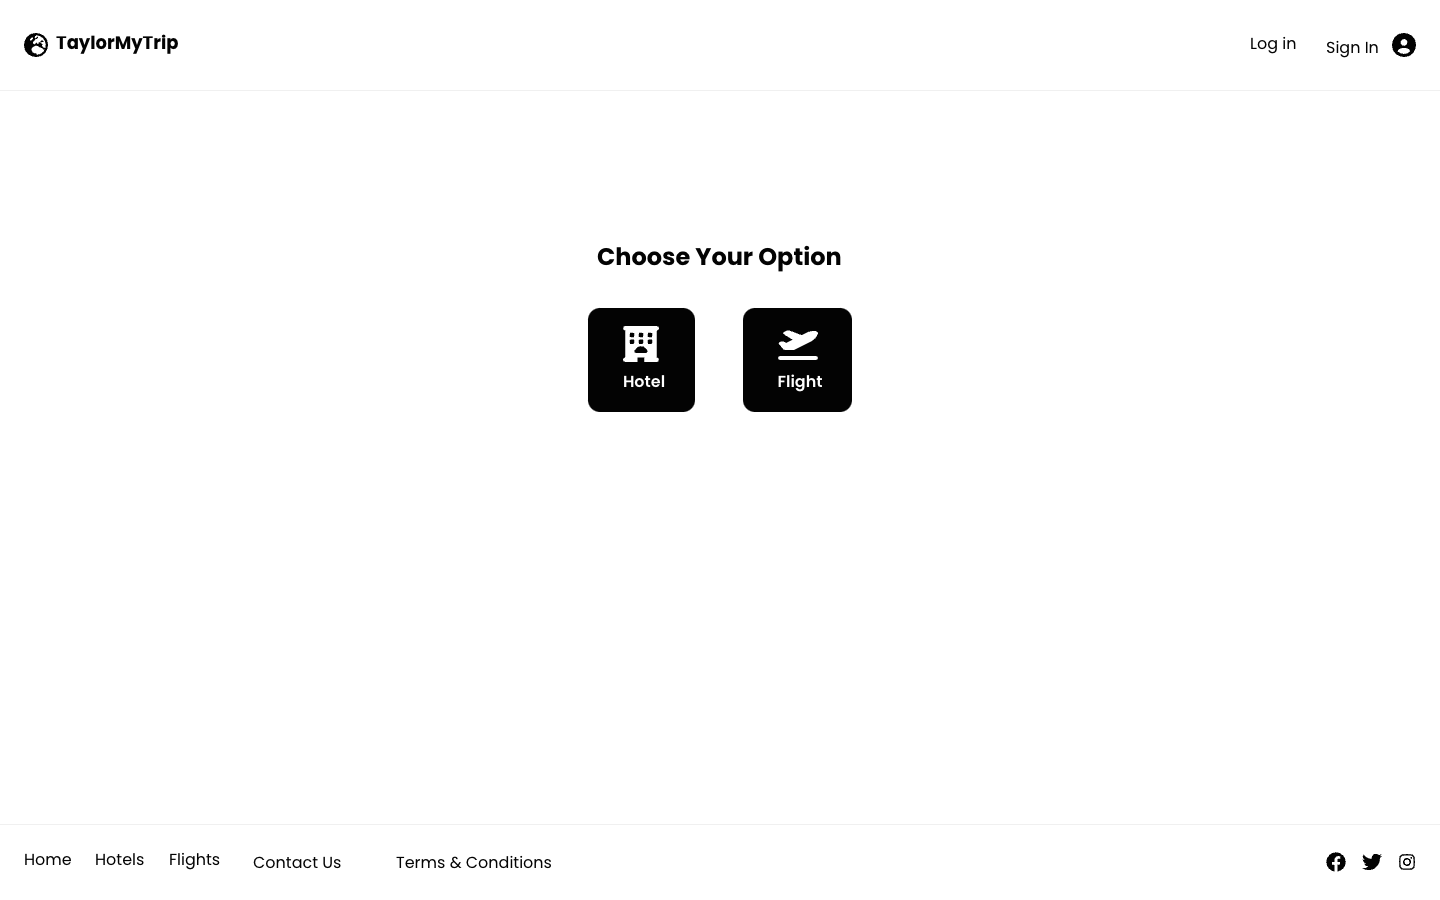 TaylorMyTrip
Log in
Sign In
Choose Your Option
Hotel
Flight
Home
Hotels
Flights
Contact Us
Terms & Conditions